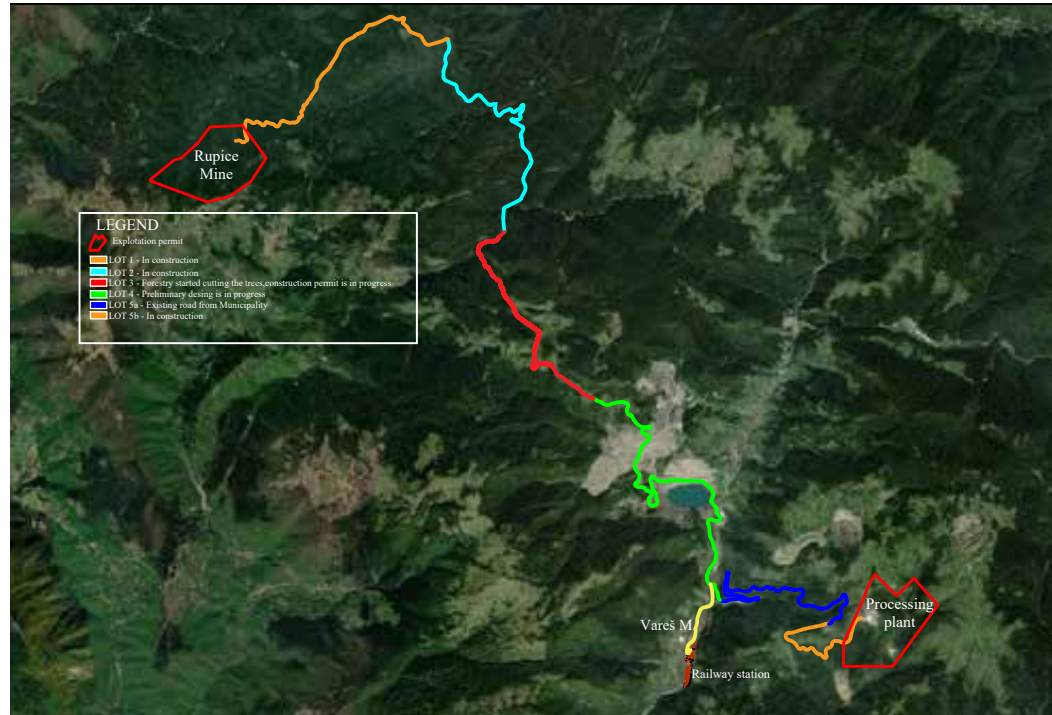 Rupice
Mine
LEGEND
Explotation permit
LOT 1 - In construction
LOT 2 - In construction
LOT 3 - Forestry started cutting the trees,construction permit is in progress
LOT 4 - Preliminary desing is in progress
LOT 5a - Existing road from Municipality
LOT 5b - In construction
Processing
plant
Vareš M
Railway station